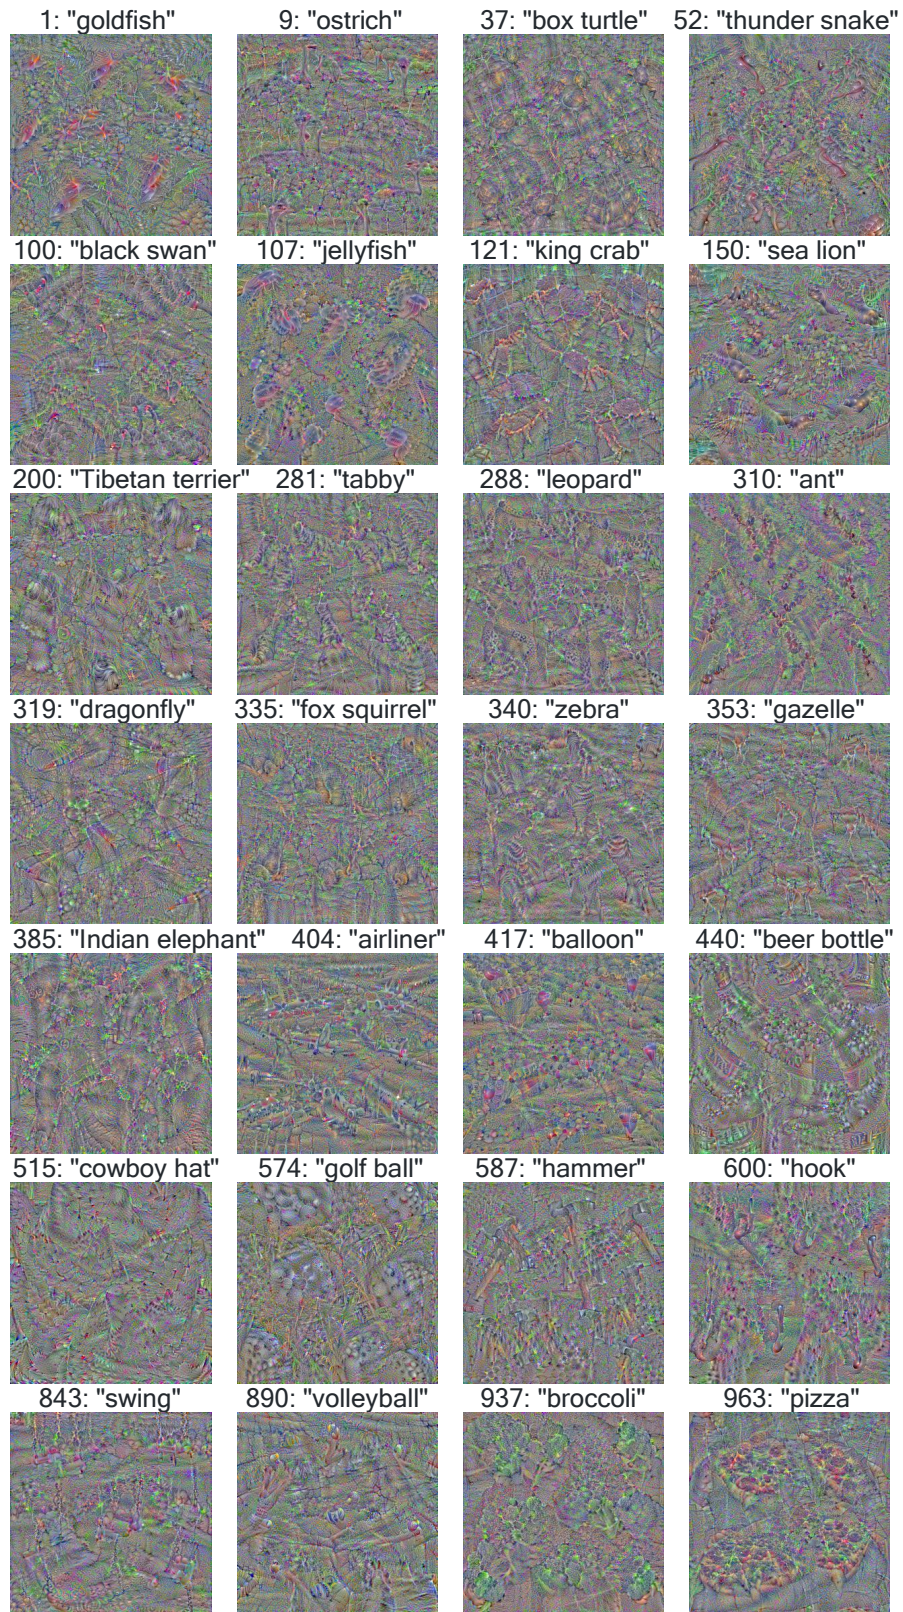 1: "goldfish" 9: "ostrich" 37: "box turtle" 52: "thunder snake"
100: "black swan" 107: "jellyfish" 121: "king crab" 150: "sea lion"
200: "Tibetan terrier" 281: "tabby" 288: "leopard" 310: "ant"
319: "dragonfly" 335: "fox squirrel" 340: "zebra" 353: "gazelle"
385: "Indian elephant" 404: "airliner" 417: "balloon" 440: "beer bottle"
515: "cowboy hat" 574: "golf ball" 587: "hammer" 600: "hook"
843: "swing" 890: "volleyball" 937: "broccoli" 963: "pizza"